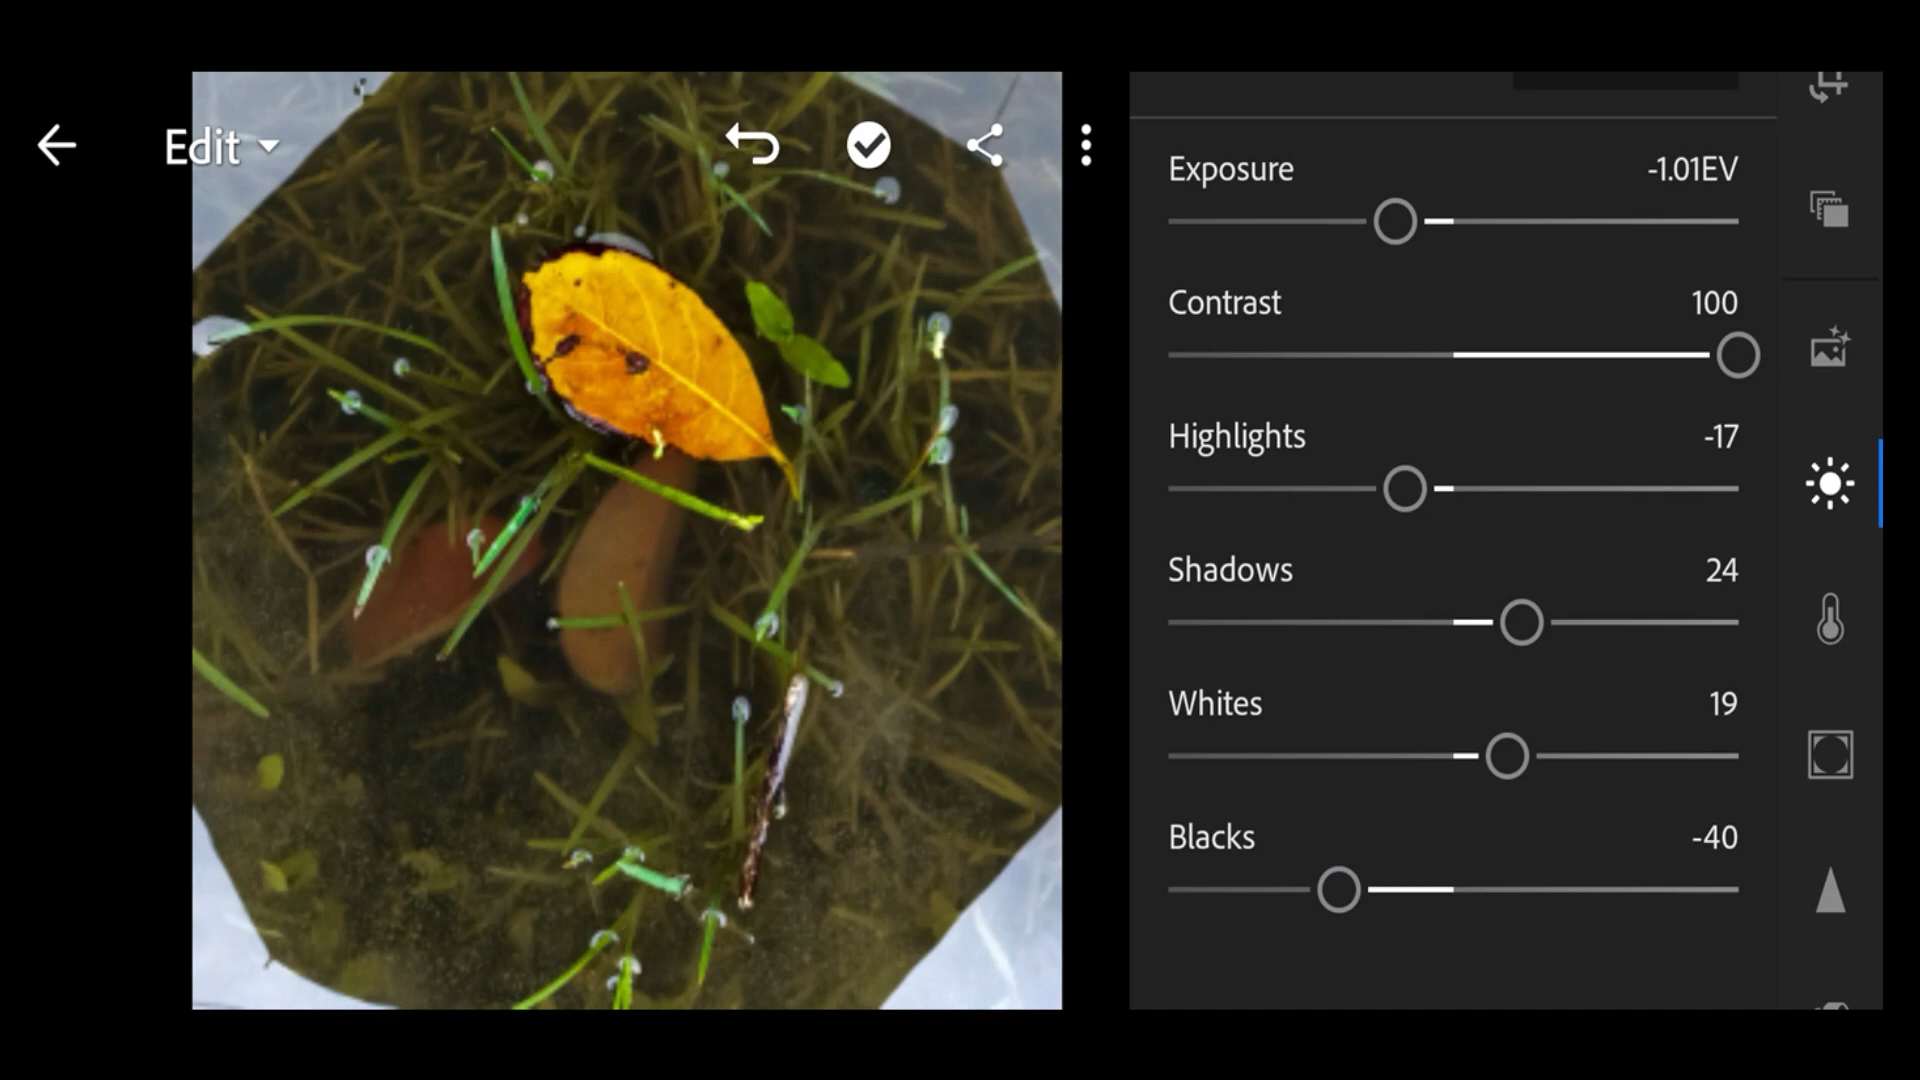 Edit
Exposure -1.01EV
Contrast 100
Highlights -17
Shadows 24
Whites 19
Blacks -40